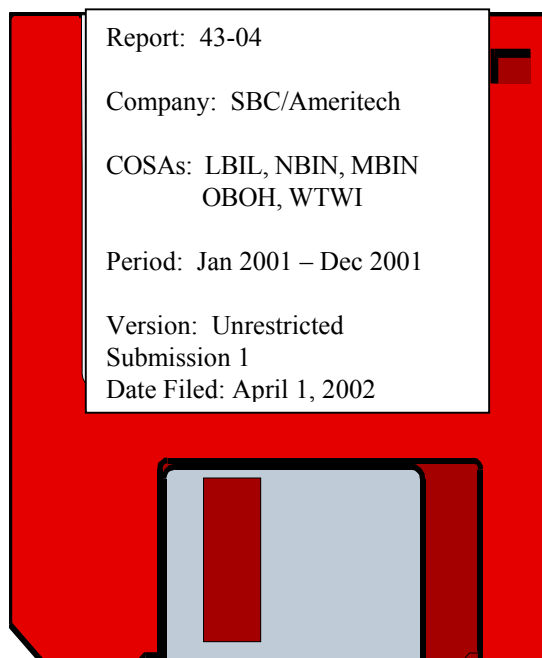 Report: 43-04
Company: SBC/Ameritech
COSAs: LBIL, NBIN, MBIN
OBOH, WTWI
Period: Jan 2001 – Dec 2001
Version: Unrestricted
Submission 1
Date Filed: April 1, 2002